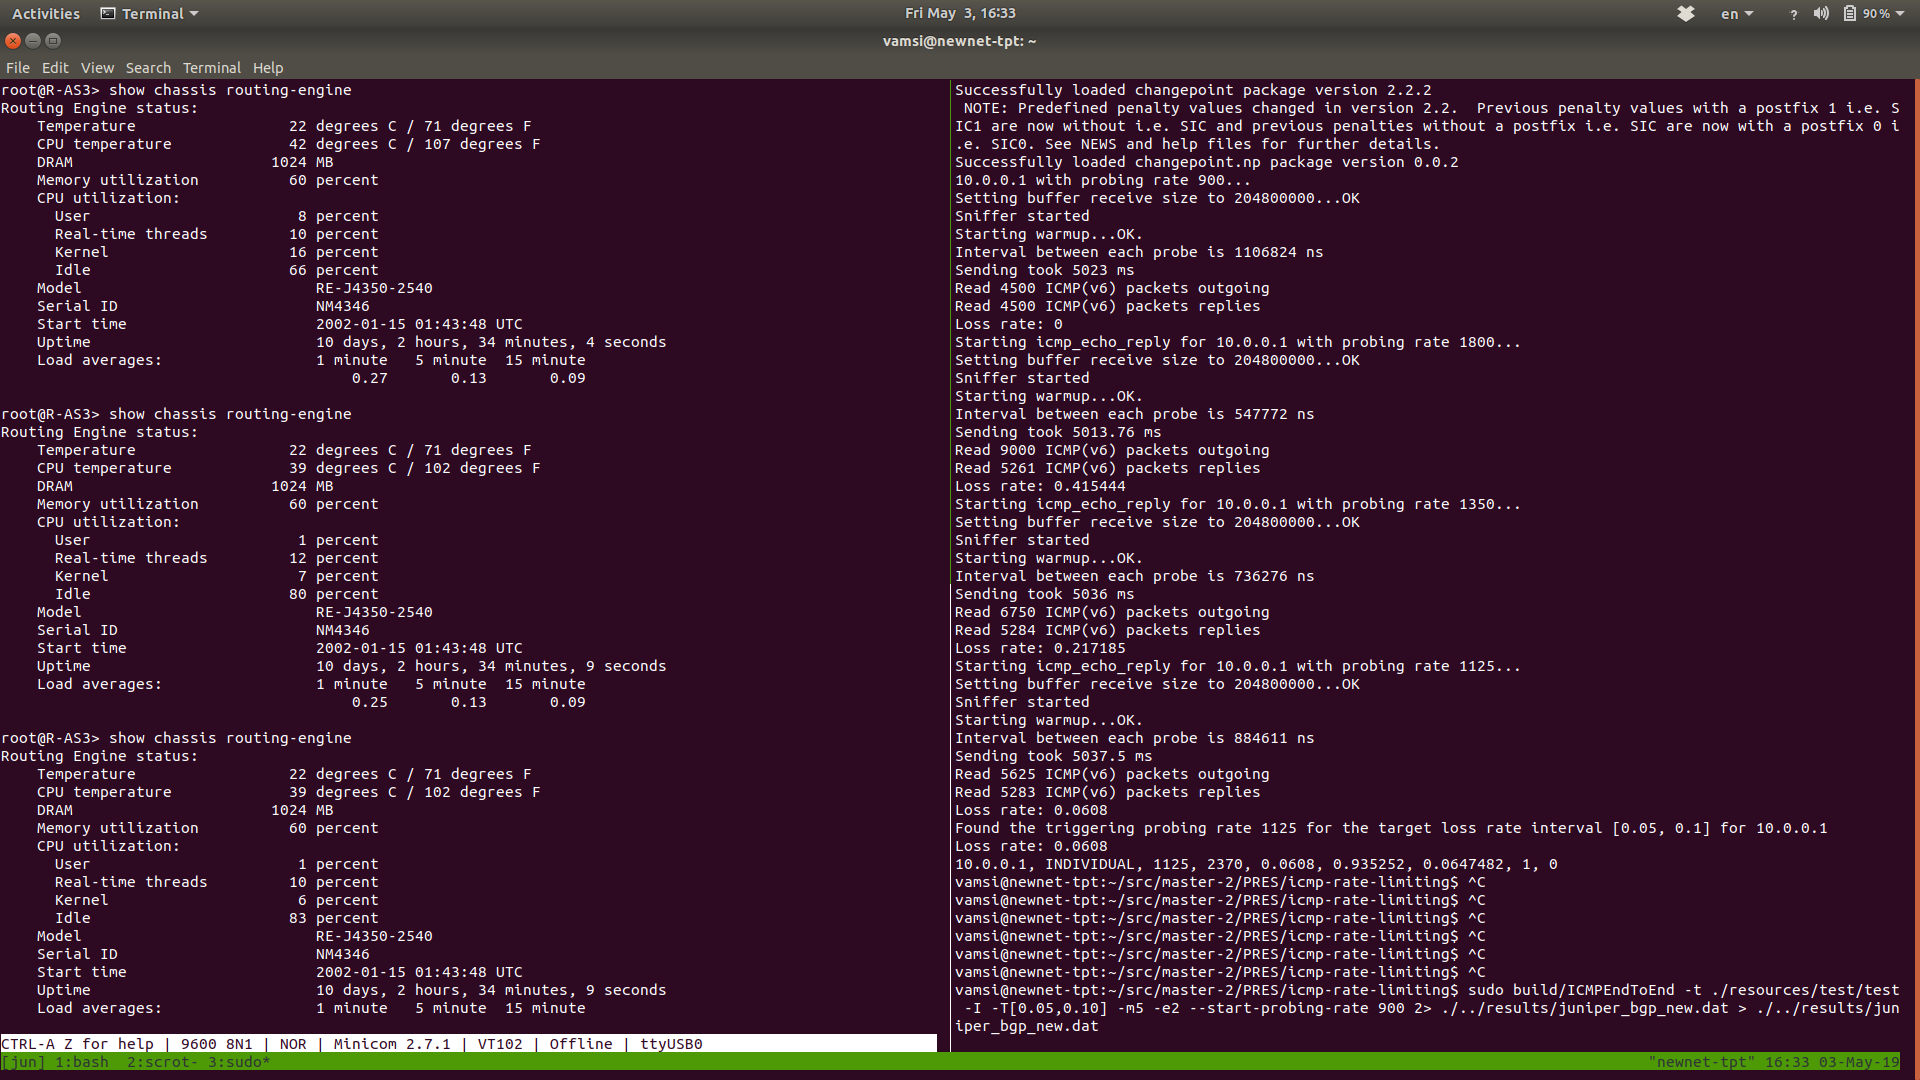 Activities Terminal Fri May 3, 16:33 en ? 90%
vamsi@newnet-tpt: ~
File Edit View Search Terminal Help
root@R-AS3> show chassis routing-engine
Routing Engine status:
    Temperature                 22 degrees C / 71 degrees F
    CPU temperature             42 degrees C / 107 degrees F
    DRAM                      1024 MB
    Memory utilization          60 percent
    CPU utilization:
      User                       8 percent
      Real-time threads         10 percent
      Kernel                    16 percent
      Idle                      66 percent
    Model                          RE-J4350-2540
    Serial ID                      NM4346
    Start time                     2002-01-15 01:43:48 UTC
    Uptime                         10 days, 2 hours, 34 minutes, 4 seconds
    Load averages:                 1 minute   5 minute  15 minute
                                       0.27       0.13       0.09
root@R-AS3> show chassis routing-engine
Routing Engine status:
    Temperature                 22 degrees C / 71 degrees F
    CPU temperature             39 degrees C / 102 degrees F
    DRAM                      1024 MB
    Memory utilization          60 percent
    CPU utilization:
      User                       1 percent
      Real-time threads         12 percent
      Kernel                     7 percent
      Idle                      80 percent
    Model                          RE-J4350-2540
    Serial ID                      NM4346
    Start time                     2002-01-15 01:43:48 UTC
    Uptime                         10 days, 2 hours, 34 minutes, 9 seconds
    Load averages:                 1 minute   5 minute  15 minute
                                       0.25       0.13       0.09
root@R-AS3> show chassis routing-engine
Routing Engine status:
    Temperature                 22 degrees C / 71 degrees F
    CPU temperature             39 degrees C / 102 degrees F
    DRAM                      1024 MB
    Memory utilization          60 percent
    CPU utilization:
      User                       1 percent
      Real-time threads         10 percent
      Kernel                     6 percent
      Idle                      83 percent
    Model                          RE-J4350-2540
    Serial ID                      NM4346
    Start time                     2002-01-15 01:43:48 UTC
    Uptime                         10 days, 2 hours, 34 minutes, 9 seconds
    Load averages:                 1 minute   5 minute  15 minute
CTRL-A Z for help | 9600 8N1 | NOR | Minicom 2.7.1 | VT102 | Offline | ttyUSB0
Successfully loaded changepoint package version 2.2.2
 NOTE: Predefined penalty values changed in version 2.2.  Previous penalty values with a postfix 1 i.e. S
IC1 are now without i.e. SIC and previous penalties without a postfix i.e. SIC are now with a postfix 0 i
.e. SIC0. See NEWS and help files for further details.
Successfully loaded changepoint.np package version 0.0.2
10.0.0.1 with probing rate 900...
Setting buffer receive size to 204800000...OK
Sniffer started
Starting warmup...OK.
Interval between each probe is 1106824 ns
Sending took 5023 ms
Read 4500 ICMP(v6) packets outgoing
Read 4500 ICMP(v6) packets replies
Loss rate: 0
Starting icmp_echo_reply for 10.0.0.1 with probing rate 1800...
Setting buffer receive size to 204800000...OK
Sniffer started
Starting warmup...OK.
Interval between each probe is 547772 ns
Sending took 5013.76 ms
Read 9000 ICMP(v6) packets outgoing
Read 5261 ICMP(v6) packets replies
Loss rate: 0.415444
Starting icmp_echo_reply for 10.0.0.1 with probing rate 1350...
Setting buffer receive size to 204800000...OK
Sniffer started
Starting warmup...OK.
Interval between each probe is 736276 ns
Sending took 5036 ms
Read 6750 ICMP(v6) packets outgoing
Read 5284 ICMP(v6) packets replies
Loss rate: 0.217185
Starting icmp_echo_reply for 10.0.0.1 with probing rate 1125...
Setting buffer receive size to 204800000...OK
Sniffer started
Starting warmup...OK.
Interval between each probe is 884611 ns
Sending took 5037.5 ms
Read 5625 ICMP(v6) packets outgoing
Read 5283 ICMP(v6) packets replies
Loss rate: 0.0608
Found the triggering probing rate 1125 for the target loss rate interval [0.05, 0.1] for 10.0.0.1
Loss rate: 0.0608
10.0.0.1, INDIVIDUAL, 1125, 2370, 0.0608, 0.935252, 0.0647482, 1, 0
vamsi@newnet-tpt:~/src/master-2/PRES/icmp-rate-limiting$ ^C
vamsi@newnet-tpt:~/src/master-2/PRES/icmp-rate-limiting$ ^C
vamsi@newnet-tpt:~/src/master-2/PRES/icmp-rate-limiting$ ^C
vamsi@newnet-tpt:~/src/master-2/PRES/icmp-rate-limiting$ ^C
vamsi@newnet-tpt:~/src/master-2/PRES/icmp-rate-limiting$ ^C
vamsi@newnet-tpt:~/src/master-2/PRES/icmp-rate-limiting$ ^C
vamsi@newnet-tpt:~/src/master-2/PRES/icmp-rate-limiting$ sudo build/ICMPEndToEnd -t ./resources/test/test
 -I -T[0.05,0.10] -m5 -e2 --start-probing-rate 900 2> ./../results/juniper_bgp_new.dat > ./../results/jun
iper_bgp_new.dat
[jun] 1:bash  2:scrot- 3:sudo* "newnet-tpt" 16:33 03-May-19